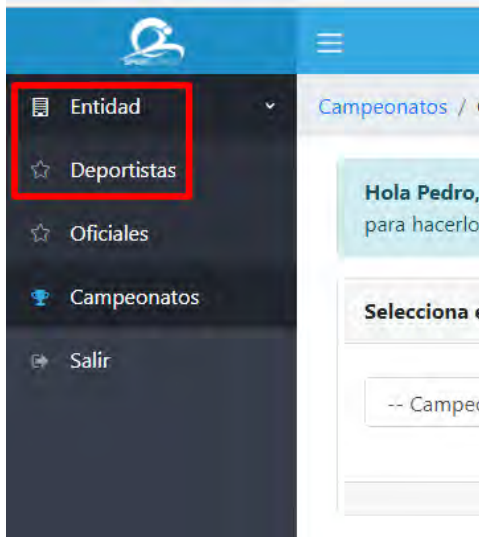 Entidad
Deportistas
Oficiales
Campeonatos
Salir
Campeonatos /
Hola Pedro,
para hacerlo
Selecciona
-- Campe